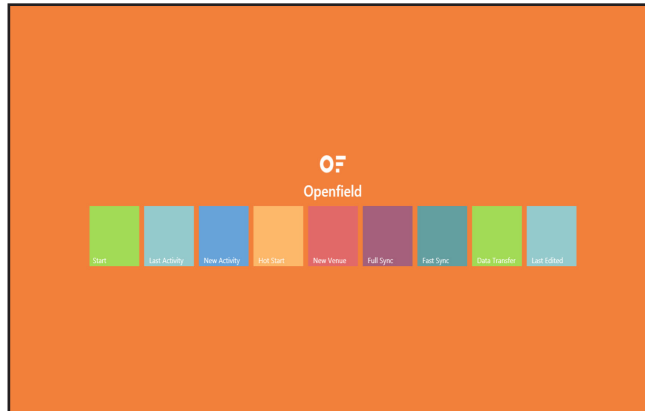 OF
Openfield
Start
Last Activity
New Activity
Hot Start
New Venue
Full Sync
Fast Sync
Data Transfer
Last Edited